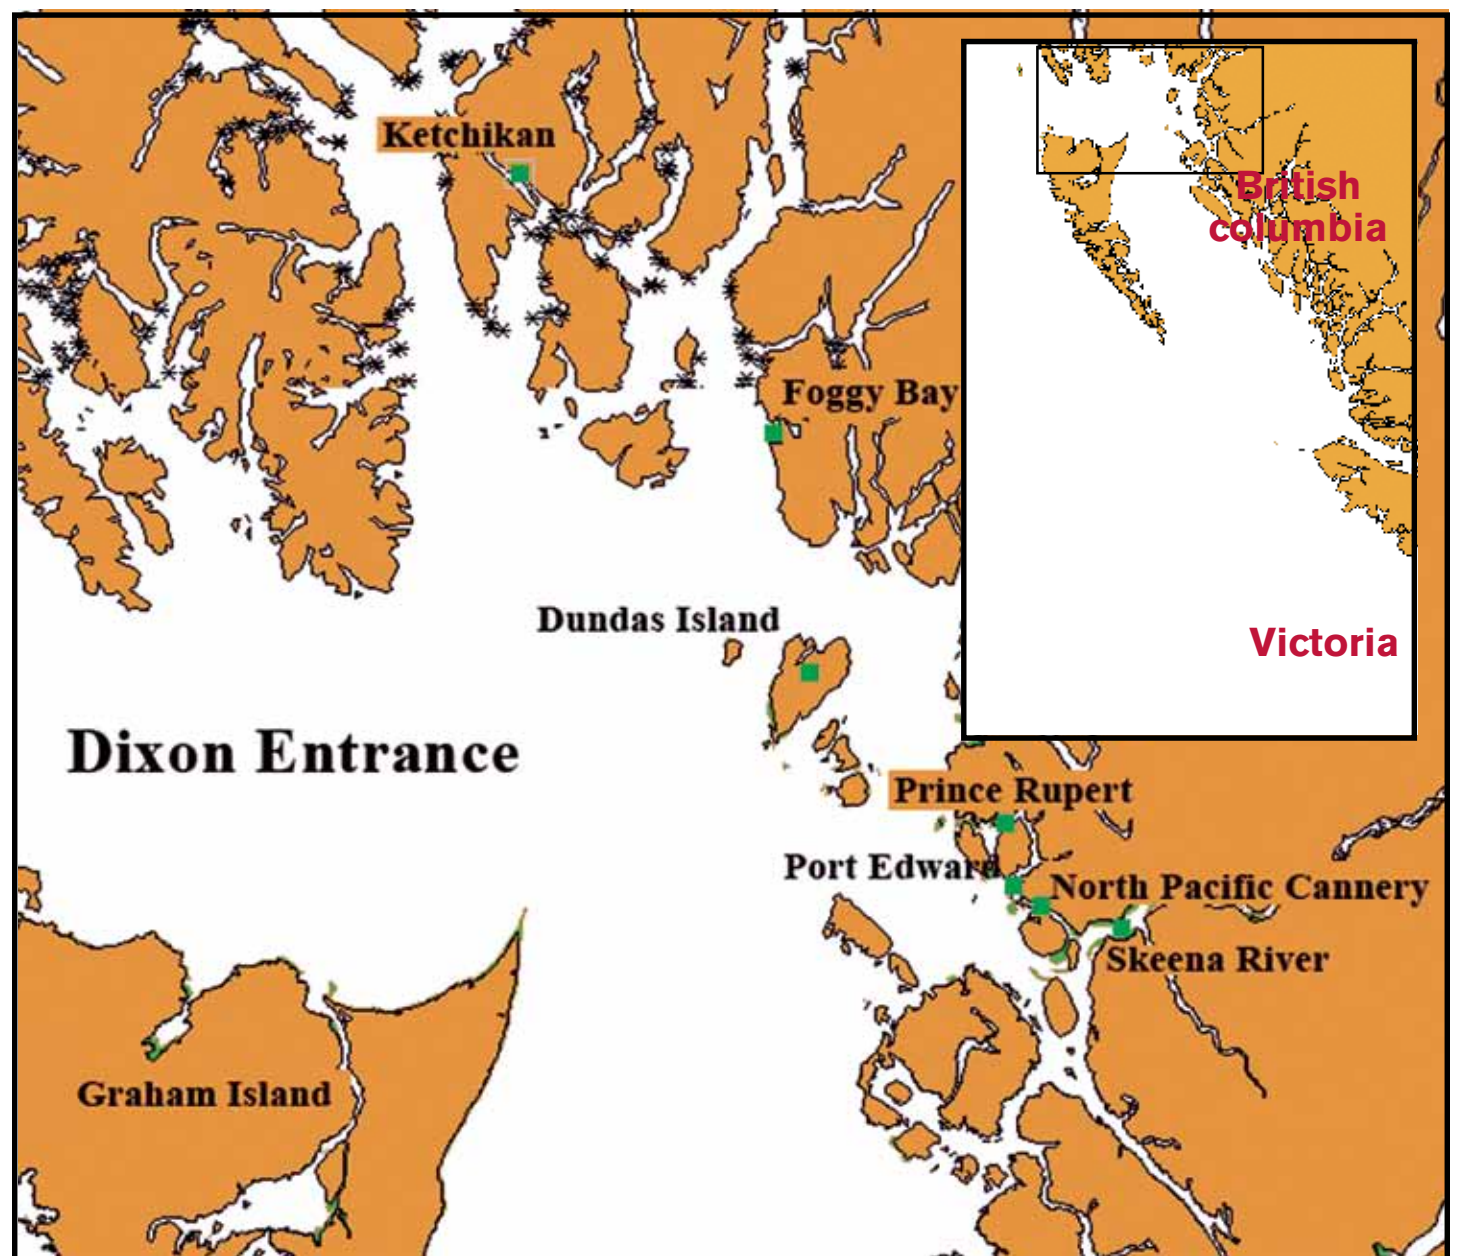 Ketchikan
British
columbia
Foggy Bay
Dundas Island
Victoria
Dixon Entrance
Prince Rupert
Port Edward
North Pacific Cannery
Skeena River
Graham Island